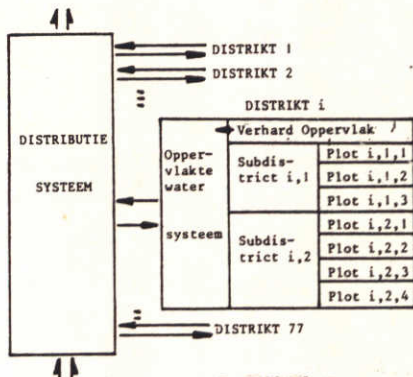 DISTRIKT 1
DISTRIKT 2
DISTRIKT i
DISTRIBUTIE
SYSTEEM
Opper-
vlakte
water
systeem
Verhard Oppervlak
Subdis-
trict i,1
Plot i,1,1
Plot i,1,2
Plot i,1,3
Subdis-
trict i,2
Plot i,2,1
Plot i,2,2
Plot i,2,3
Plot i,2,4
DISTRIKT 77